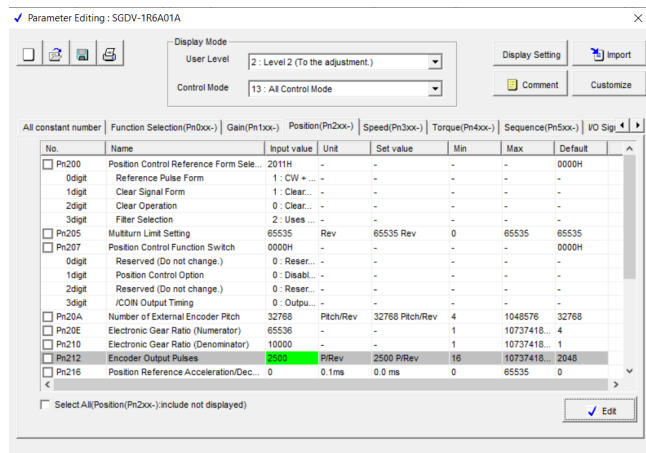 Parameter Editing : SGDV-1R6A01A
Display Mode
User Level 2 : Level 2 (To the adjustment.)
Control Mode 13 : All Control Mode
Display Setting Import
Comment Customize
All constant number Function Selection(Pn0xx-) Gain(Pn1xx-) Position(Pn2xx-) Speed(Pn3xx-) Torque(Pn4xx-) Sequence(Pn5xx-) I/O Sig
No. Name Input value Unit Set value Min Max Default
Pn200 Position Control Reference Form Sele... 2011H - - - - 0000H
0digit Reference Pulse Form 1 : CW + ... - - - - -
1digit Clear Signal Form 1 : Clear... - - - - -
2digit Clear Operation 0 : Clear... - - - - -
3digit Filter Selection 2 : Uses ... - - - - -
Pn205 Multiturn Limit Setting 65535 Rev 65535 Rev 0 65535 65535
Pn207 Position Control Function Switch 0000H - - - - 0000H
0digit Reserved (Do not change.) 0 : Reser... - - - - -
1digit Position Control Option 0 : Disabl... - - - - -
2digit Reserved (Do not change.) 0 : Reser... - - - - -
3digit /COIN Output Timing 0 : Outpu... - - - - -
Pn20A Number of External Encoder Pitch 32768 Pitch/Rev 32768 Pitch/Rev 4 1048576 32768
Pn20E Electronic Gear Ratio (Numerator) 65536 - - 1 10737418... 4
Pn210 Electronic Gear Ratio (Denominator) 10000 - - 1 10737418... 1
Pn212 Encoder Output Pulses 2500 P/Rev 2500 P/Rev 16 10737418... 2048
Pn216 Position Reference Acceleration/Dec... 0 0.1ms 0.0 ms 0 65535 0
Select All(Position(Pn2xx-):include not displayed)
Edit